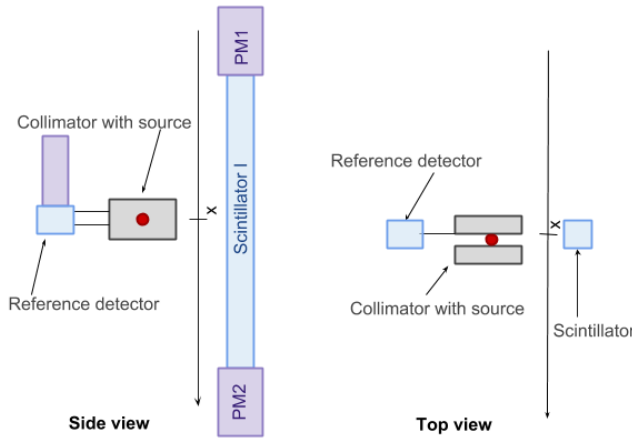 PM1
Collimator with source
x
Scintillator I
Reference detector
PM2
Side view
Reference detector
x
Collimator with source
Scintillator
Top view